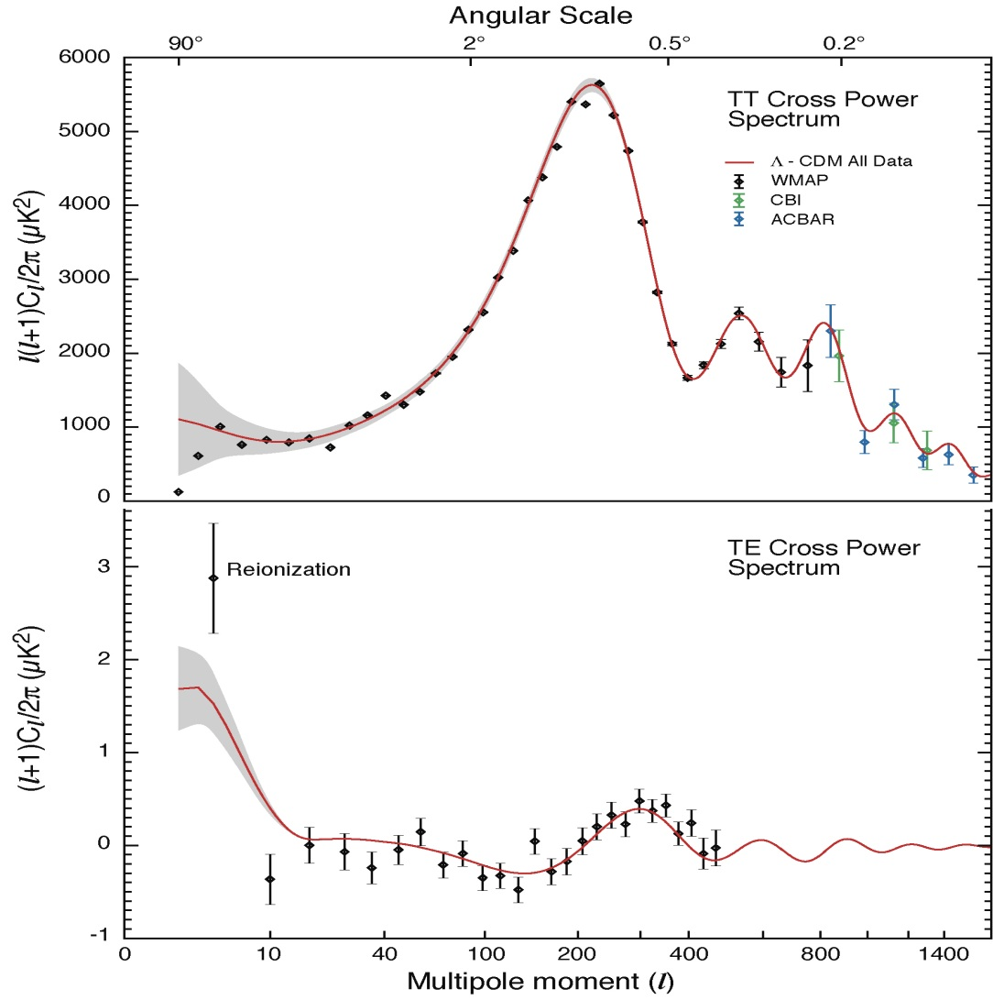 Angular Scale
90° 2° 0.5° 0.2°
6000
5000
4000
3000
2000
1000
0
l(l+1)Cl/2π (μK²)
TT Cross Power
Spectrum
Λ - CDM All Data
WMAP
CBI
ACBAR
3
2
1
0
-1
(l+1)Cl/2π (μK²)
Reionization
TE Cross Power
Spectrum
0 10 40 100 200 400 800 1400
Multipole moment (l)